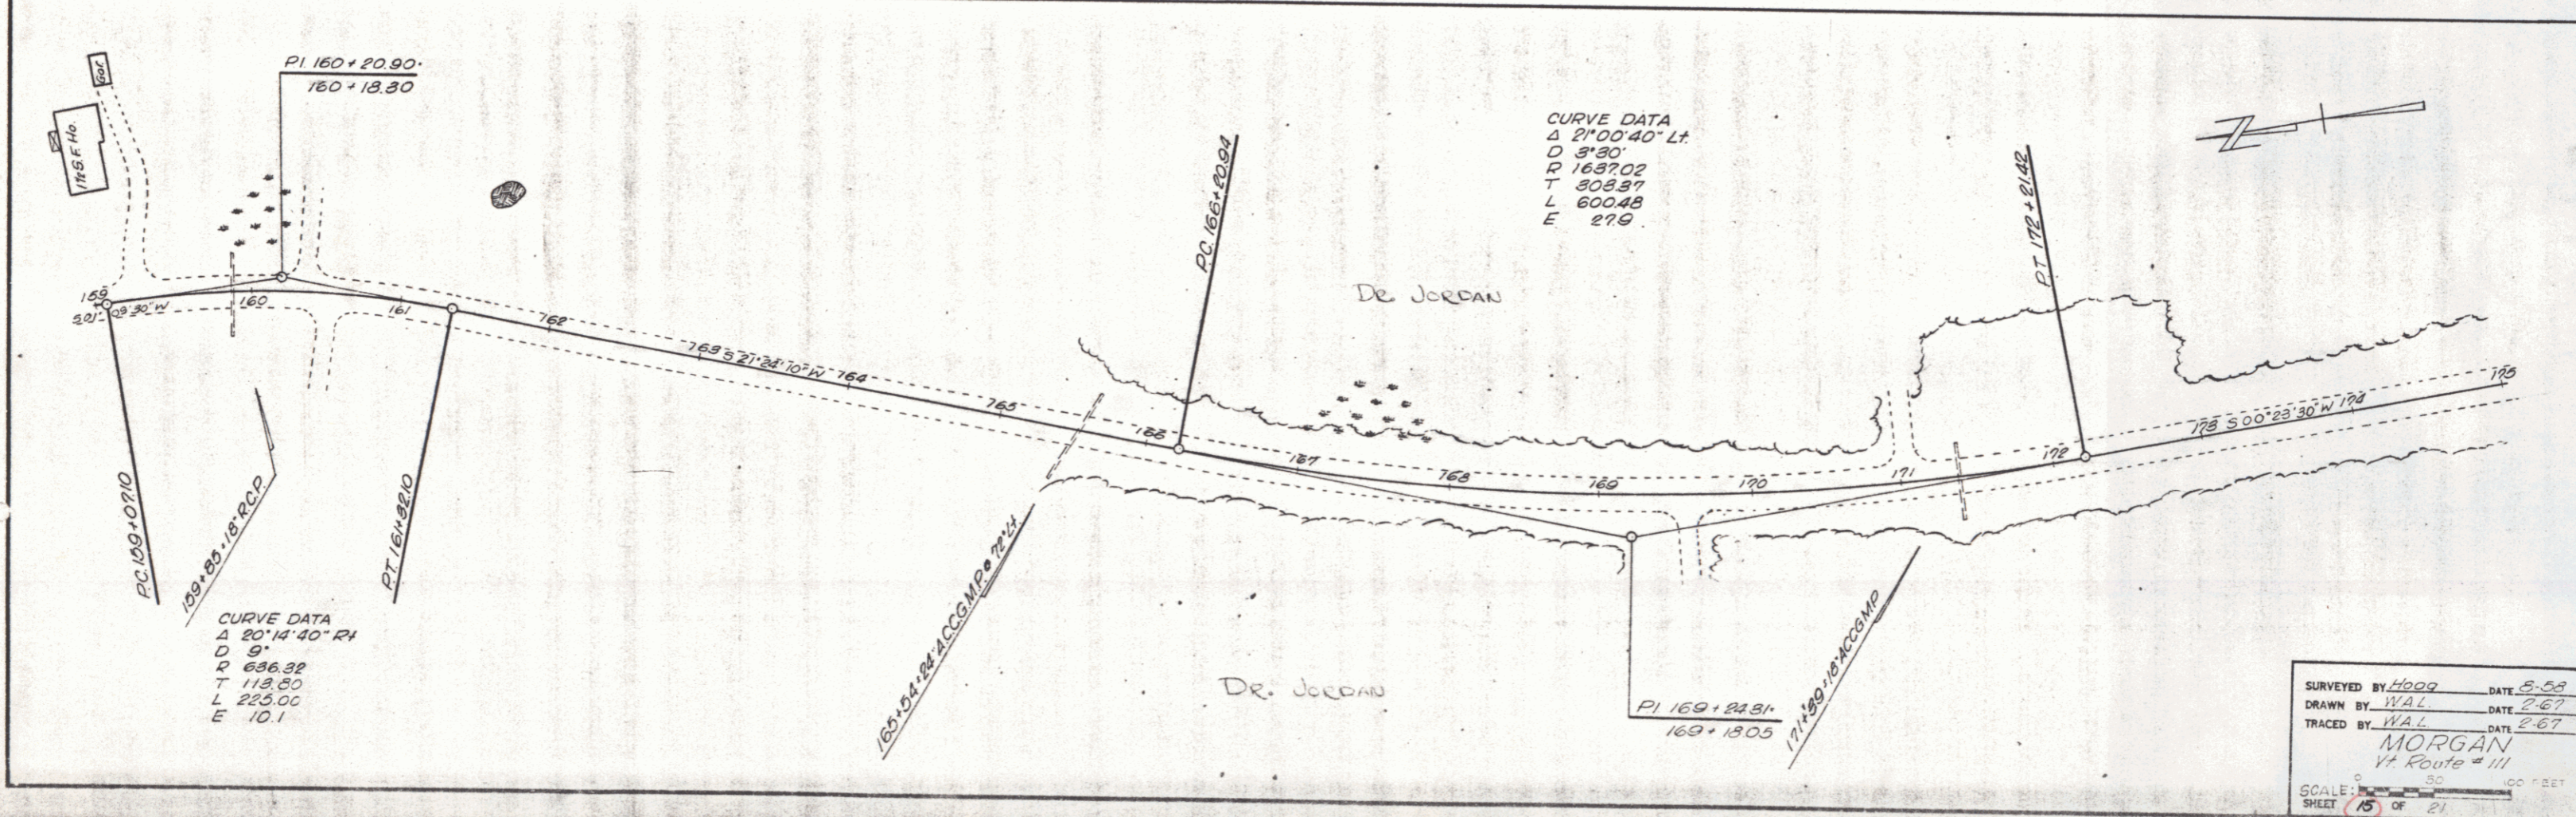 Gar.
1½ S.F. Ho.
P.I. 160 + 20.90
160 + 18.30
159
S 01° 09' 30" W
160
161
162
163 S 21° 24' 10" W 164
165
166
167
168
169
170
171
172
173 S 00° 23' 30" W 174
175
P.C. 159+07.10
159+85 · 18" R.C.P.
P.T. 161+32.10
CURVE DATA
Δ 20° 14' 40" Rt
D 9°
R 636.32
T 113.80
L 225.00
E 10.1
165+54 · 24" A.C.C.G.M.P. @ 72° Lt.
P.C. 166+20.94
DR. JORDAN
DR. JORDAN
CURVE DATA
Δ 21° 00' 40" Lt.
D 3° 30'
R 1637.02
T 303.37
L 600.48
E 27.9
P.I. 169 + 24.31
169 + 18.05
171+39 · 18" A.C.C.G.M.P.
P.T. 172 + 21.42
N
SURVEYED BY Hoag DATE 8-58
DRAWN BY W.A.L. DATE 2-67
TRACED BY W.A.L. DATE 2-67
MORGAN
Vt. Route # 111
0 50 100 FEET
SCALE:
SHEET 15 OF 21